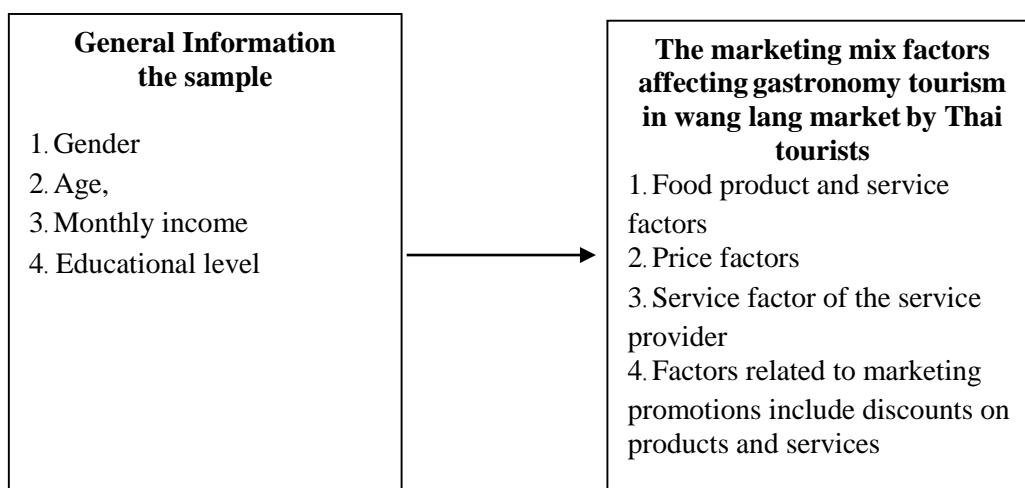 General Information
the sample
1. Gender
2. Age,
3. Monthly income
4. Educational level
The marketing mix factors
affecting gastronomy tourism
in wang lang market by Thai
tourists
1. Food product and service
factors
2. Price factors
3. Service factor of the service
provider
4. Factors related to marketing
promotions include discounts on
products and services